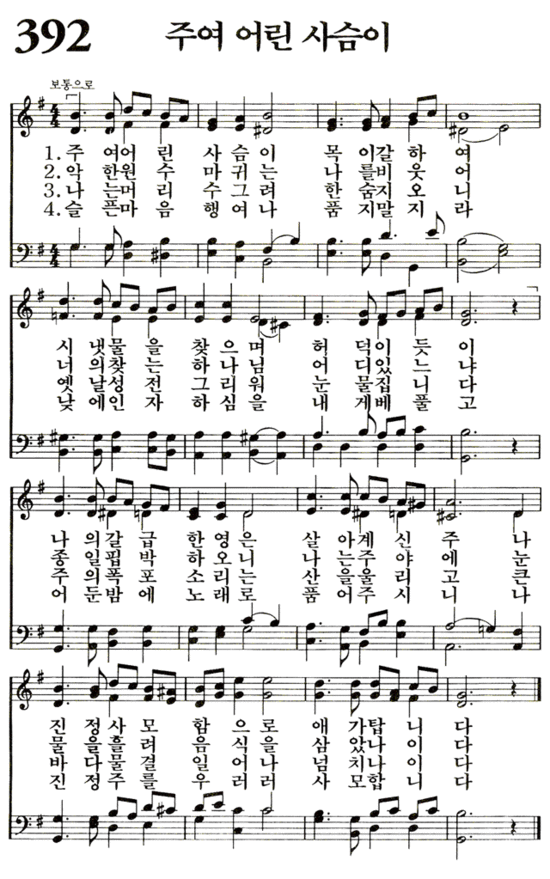 392 주여 어린 사슴이
보통으로
1. 주 여어 린 사 슴 이 목 이갈 하 여
2. 악 한원 수 마 귀 는 나 를비 웃 어
3. 나 는머 리 수 그 려 한 숨지 오 니
4. 슬 픈마 음 행 여 나 품 지말 지 라
시 냇물 을 찾 으 며 허 덕이 듯 이
너 의찾 는 하 나 님 어 디있 느 냐
옛 날성 전 그 리 워 눈 물집 니 다
낮 에인 자 하 심 을 내 게베 풀 고
나 의갈 급 한 영 은 살 아계 신 주 나
종 일핍 박 하 오 니 나 는주 야 에 눈
주 의폭 포 소 리 는 산 을울 리 고 큰
어 둔밤 에 노 래 로 품 어주 시 니 나
진 정사 모 함 으 로 애 가탑 니 다
물 을흘 려 음 식 을 삼 았나 이 다
바 다물 결 일 어 나 넘 치나 이 다
진 정주 를 우 러 러 사 모합 니 다